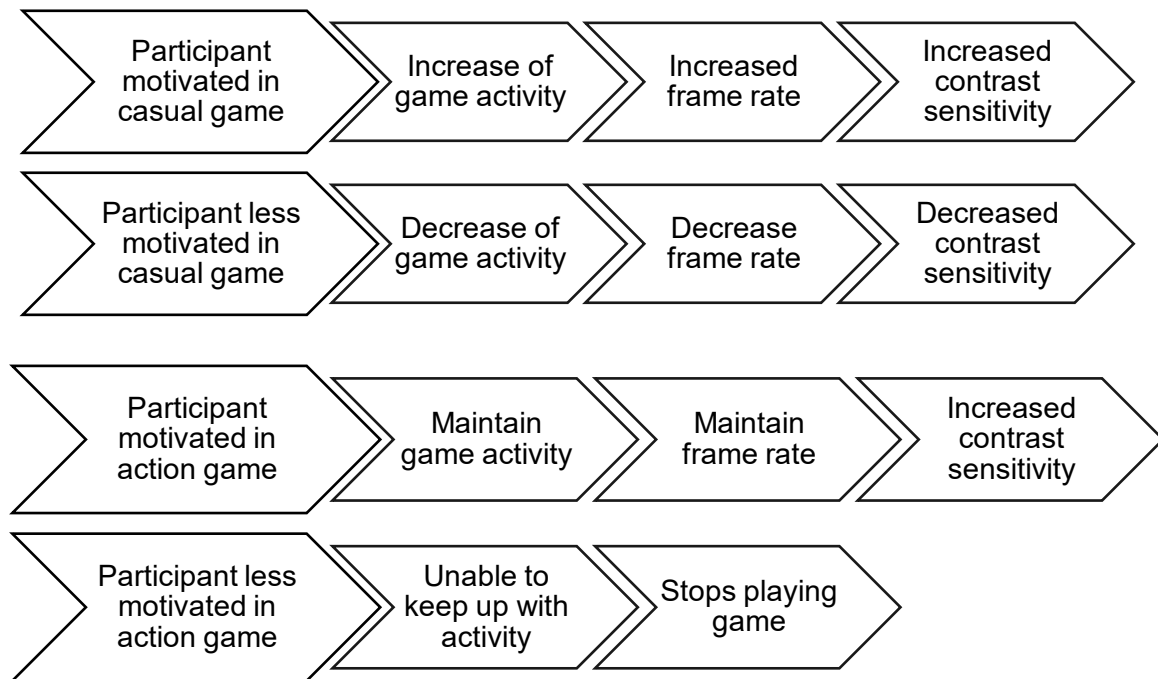 Participant
motivated in
casual game
Increase of
game activity
Increased
frame rate
Increased
contrast
sensitivity
Participant less
motivated in
casual game
Decrease of
game activity
Decrease
frame rate
Decreased
contrast
sensitivity
Participant
motivated in
action game
Maintain
game activity
Maintain
frame rate
Increased
contrast
sensitivity
Participant less
motivated in
action game
Unable to
keep up with
activity
Stops playing
game